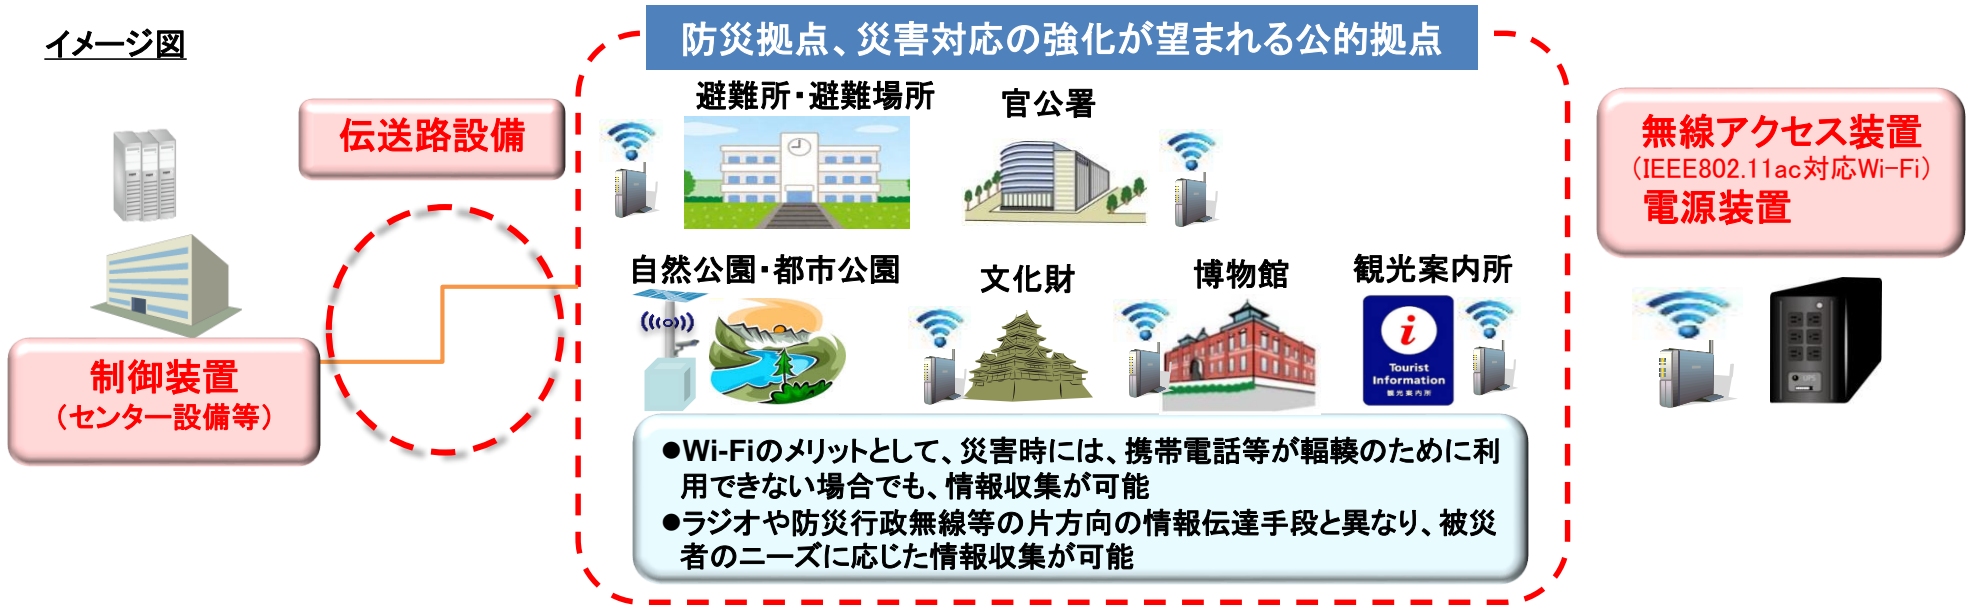 イメージ図
防災拠点、災害対応の強化が望まれる公的拠点
伝送路設備
避難所・避難場所
官公署
無線アクセス装置
（IEEE802.11ac対応Wi-Fi）
電源装置
自然公園・都市公園
文化財
博物館
観光案内所
i
Tourist
Information
観光案内所
UPS
制御装置
（センター設備等）
●Wi-Fiのメリットとして、災害時には、携帯電話等が輻輳のために利
用できない場合でも、情報収集が可能
●ラジオや防災行政無線等の片方向の情報伝達手段と異なり、被災
者のニーズに応じた情報収集が可能